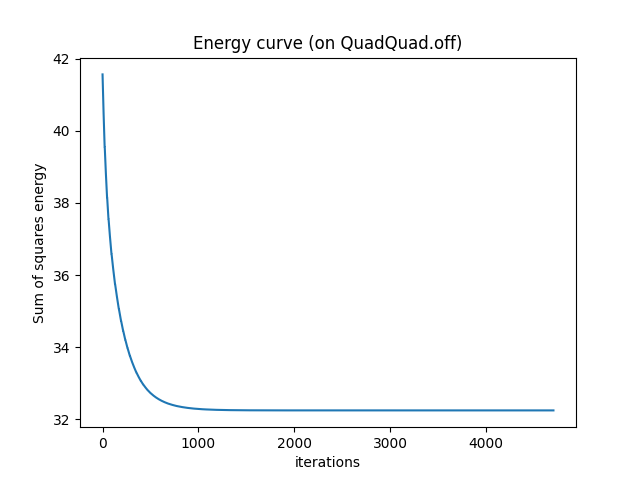 Energy curve (on QuadQuad.off)
42
40
38
36
34
32
Sum of squares energy
0 1000 2000 3000 4000
iterations